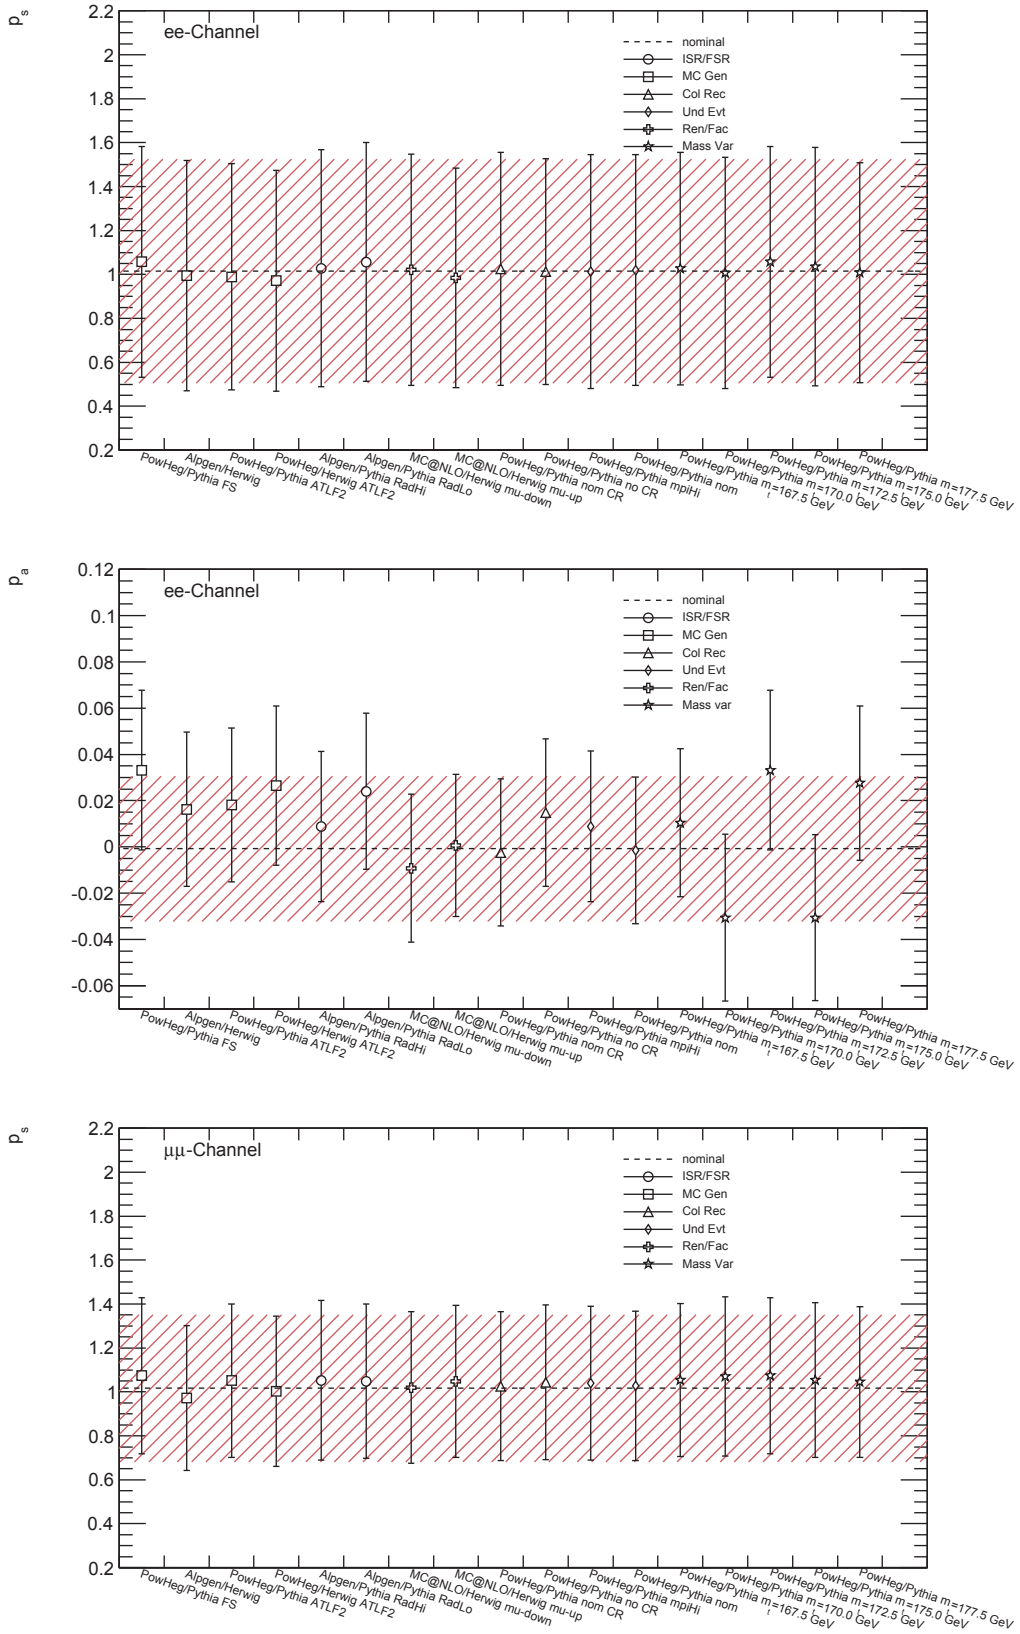 p_s
2.2
2
1.8
1.6
1.4
1.2
1
0.8
0.6
0.4
0.2
ee-Channel
nominal
ISR/FSR
MC Gen
Col Rec
Und Evt
Ren/Fac
Mass Var
PowHeg/Pythia FS
Alpgen/Herwig
PowHeg/Pythia ATLF2
PowHeg/Herwig ATLF2
Alpgen/Pythia RadHi
Alpgen/Pythia RadLo
MC@NLO/Herwig mu-down
MC@NLO/Herwig mu-up
PowHeg/Pythia nom CR
PowHeg/Pythia no CR
PowHeg/Pythia mpiHi
PowHeg/Pythia nom
PowHeg/Pythia m_t=167.5 GeV
PowHeg/Pythia m_t=170.0 GeV
PowHeg/Pythia m_t=172.5 GeV
PowHeg/Pythia m_t=175.0 GeV
PowHeg/Pythia m_t=177.5 GeV
p_a
0.12
0.1
0.08
0.06
0.04
0.02
0
-0.02
-0.04
-0.06
ee-Channel
nominal
ISR/FSR
MC Gen
Col Rec
Und Evt
Ren/Fac
Mass var
PowHeg/Pythia FS
Alpgen/Herwig
PowHeg/Pythia ATLF2
PowHeg/Herwig ATLF2
Alpgen/Pythia RadHi
Alpgen/Pythia RadLo
MC@NLO/Herwig mu-down
MC@NLO/Herwig mu-up
PowHeg/Pythia nom CR
PowHeg/Pythia no CR
PowHeg/Pythia mpiHi
PowHeg/Pythia nom
PowHeg/Pythia m_t=167.5 GeV
PowHeg/Pythia m_t=170.0 GeV
PowHeg/Pythia m_t=172.5 GeV
PowHeg/Pythia m_t=175.0 GeV
PowHeg/Pythia m_t=177.5 GeV
p_s
2.2
2
1.8
1.6
1.4
1.2
1
0.8
0.6
0.4
0.2
μμ-Channel
nominal
ISR/FSR
MC Gen
Col Rec
Und Evt
Ren/Fac
Mass Var
PowHeg/Pythia FS
Alpgen/Herwig
PowHeg/Pythia ATLF2
PowHeg/Herwig ATLF2
Alpgen/Pythia RadHi
Alpgen/Pythia RadLo
MC@NLO/Herwig mu-down
MC@NLO/Herwig mu-up
PowHeg/Pythia nom CR
PowHeg/Pythia no CR
PowHeg/Pythia mpiHi
PowHeg/Pythia nom
PowHeg/Pythia m_t=167.5 GeV
PowHeg/Pythia m_t=170.0 GeV
PowHeg/Pythia m_t=172.5 GeV
PowHeg/Pythia m_t=175.0 GeV
PowHeg/Pythia m_t=177.5 GeV